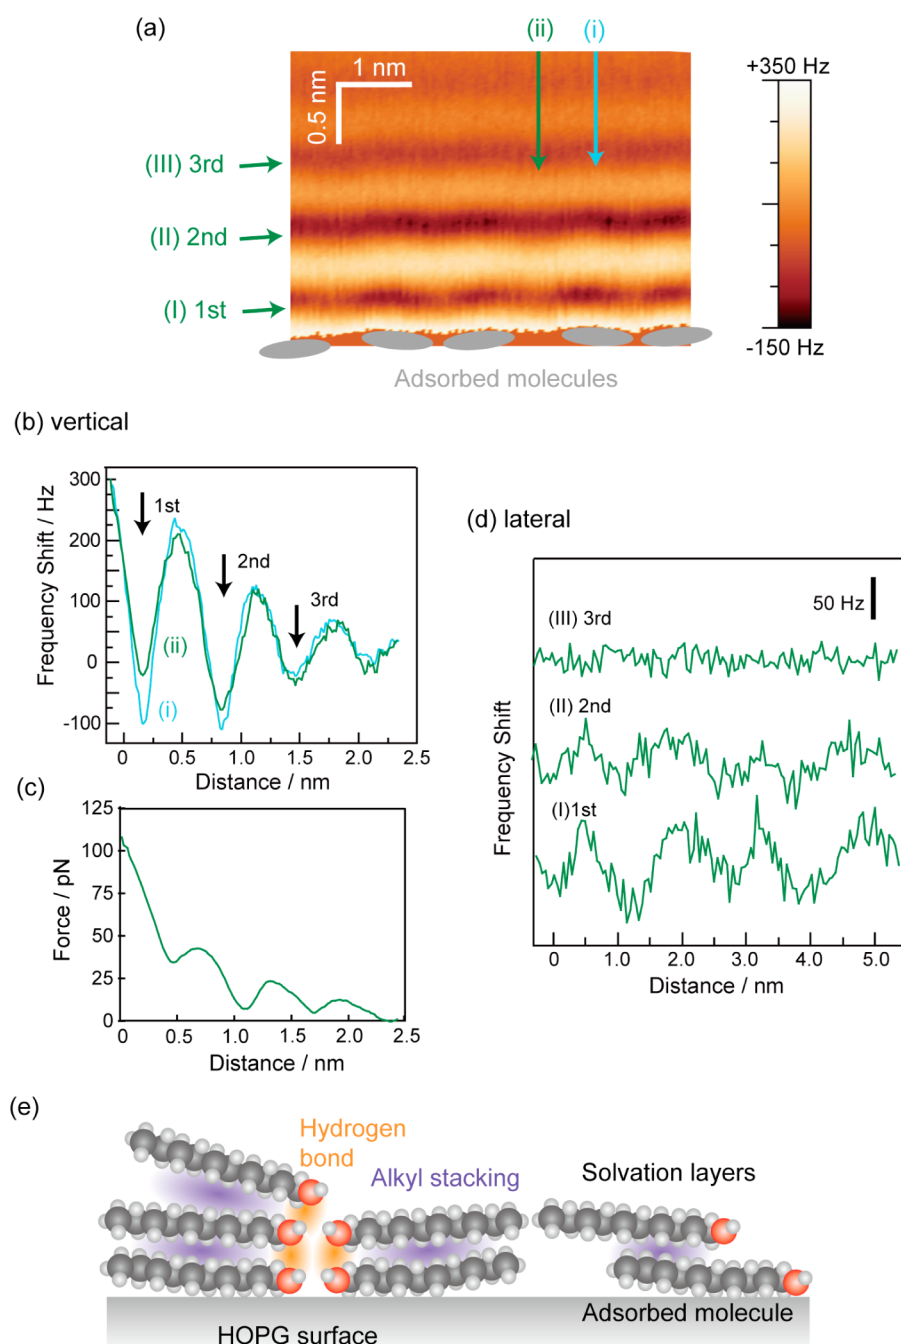 (a)
(ii)
(i)
1 nm
0.5 nm
+350 Hz
-150 Hz
(III) 3rd
(II) 2nd
(I) 1st
Adsorbed molecules
(b) vertical
Frequency Shift / Hz
300
200
100
0
-100
1st
2nd
3rd
(ii)
(i)
0
0.5
1.0
1.5
2.0
2.5
Distance / nm
(c)
Force / pN
125
100
75
50
25
0
0
0.5
1.0
1.5
2.0
2.5
Distance / nm
(d) lateral
50 Hz
(III) 3rd
(II) 2nd
(I)1st
Frequency Shift
0
1.0
2.0
3.0
4.0
5.0
Distance / nm
(e)
Hydrogen
bond
Alkyl stacking
Solvation layers
Adsorbed molecule
HOPG surface